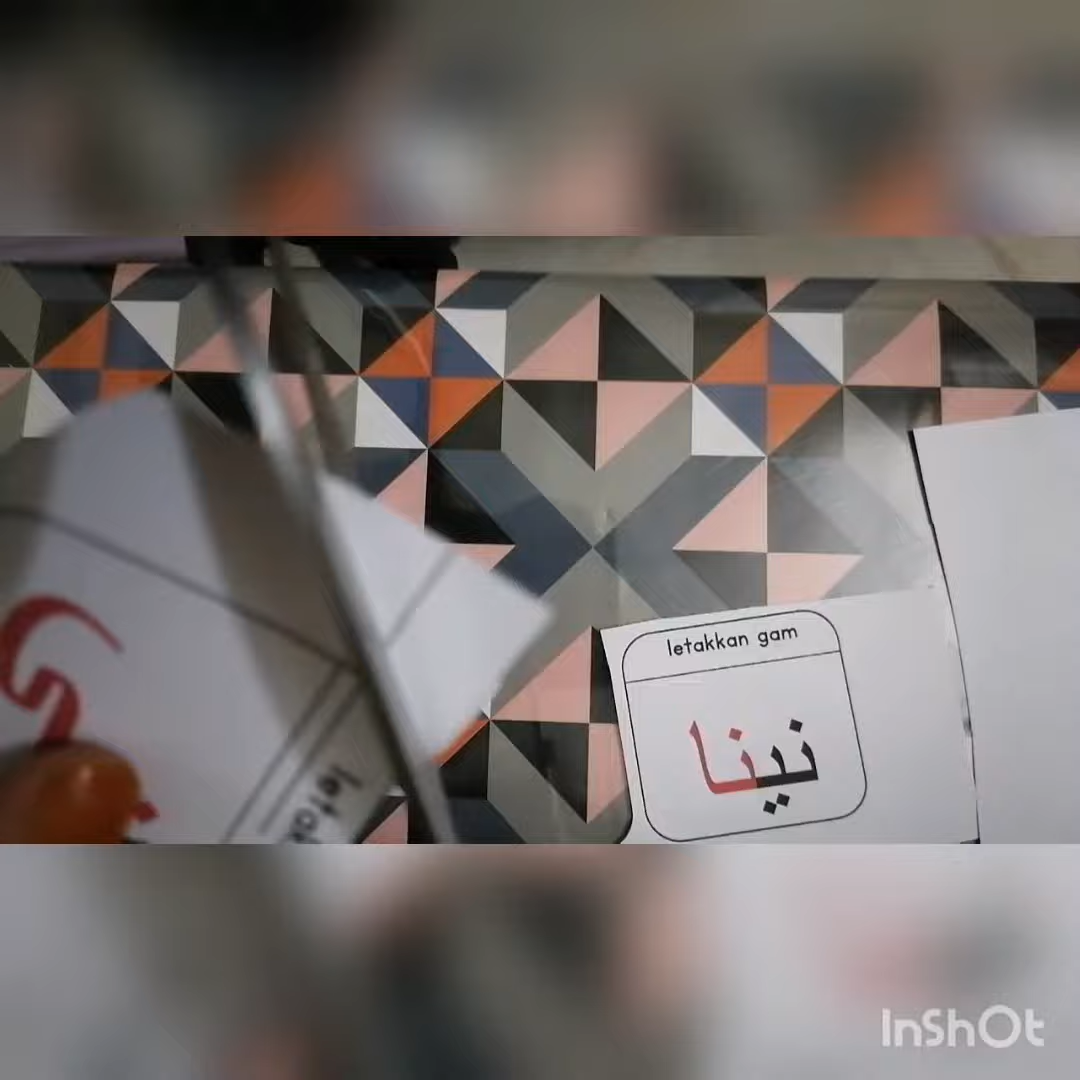 letakkan gam
نينا
InShOt